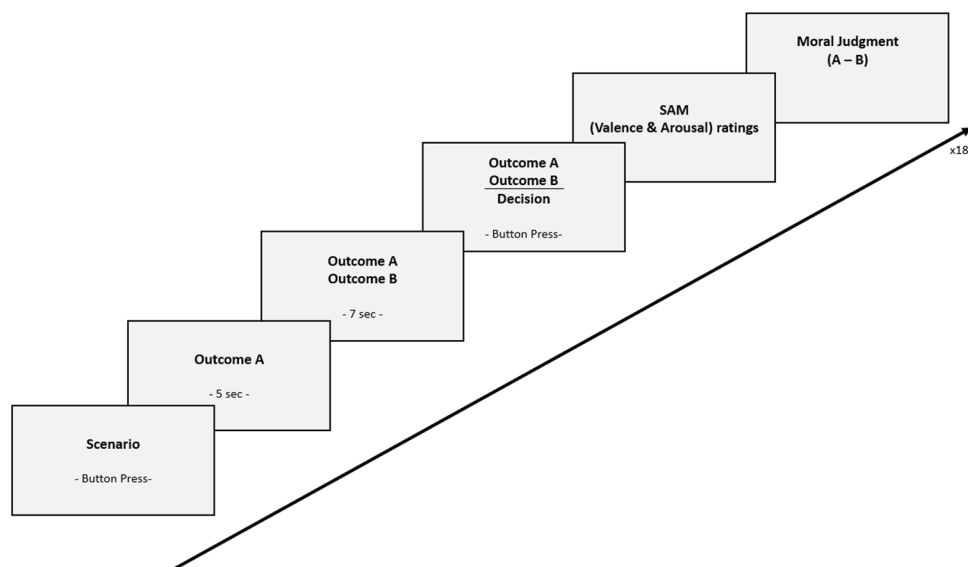 Moral Judgment
(A – B)
SAM
(Valence & Arousal) ratings
x18
Outcome A
Outcome B
Decision
- Button Press-
Outcome A
Outcome B
- 7 sec -
Outcome A
- 5 sec -
Scenario
- Button Press-